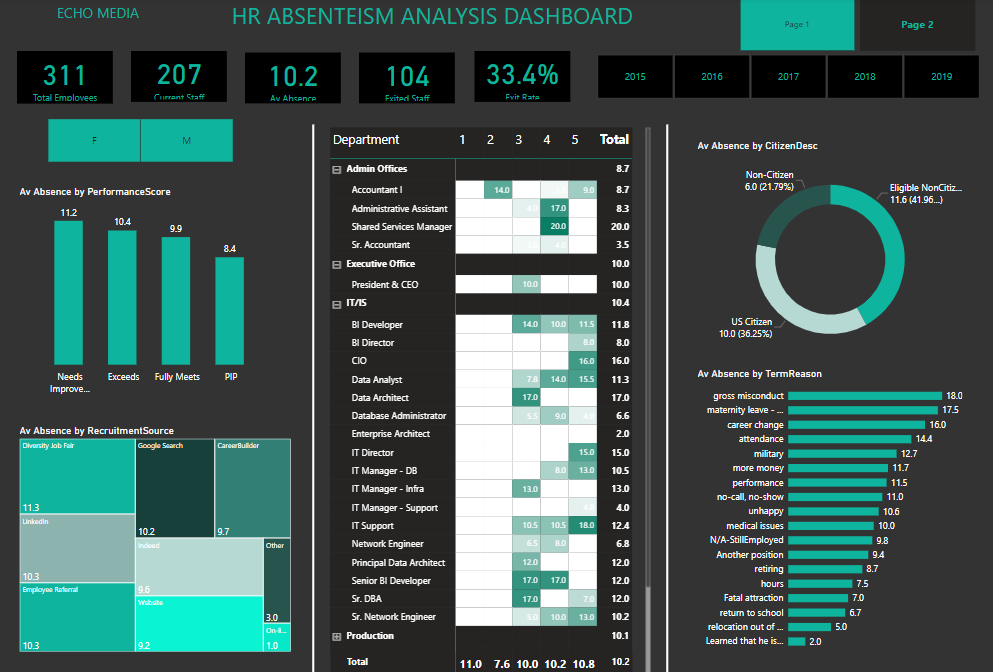 ECHO MEDIA
HR ABSENTEEISM ANALYSIS DASHBOARD
Page 1
Page 2
311
Total Employees
207
Current Staff
10.2
Av Absence
104
Exited Staff
33.4%
Exit Rate
2015
2016
2017
2018
2019
F
M
Av Absence by PerformanceScore
11.2
10.4
9.9
8.4
Needs
Improve...
Exceeds
Fully Meets
PIP
Av Absence by RecruitmentSource
Diversity Job Fair
11.3
LinkedIn
10.3
Employee Referral
10.3
Google Search
10.2
CareerBuilder
9.7
Indeed
9.6
Website
9.2
Other
3.0
On-li...
1.0
Department 1 2 3 4 5 Total
Admin Offices 8.7
Accountant I 14.0 9.0 8.7
Administrative Assistant 17.0 8.3
Shared Services Manager 20.0 20.0
Sr. Accountant 3.5
Executive Office 10.0
President & CEO 10.0 10.0
IT/IS 10.4
BI Developer 14.0 10.0 11.5 11.8
BI Director 8.0 8.0
CIO 16.0 16.0
Data Analyst 7.8 14.0 15.5 11.3
Data Architect 17.0 17.0
Database Administrator 5.5 9.0 6.6
Enterprise Architect 2.0
IT Director 15.0 15.0
IT Manager - DB 8.0 13.0 10.5
IT Manager - Infra 13.0 13.0
IT Manager - Support 4.0
IT Support 10.5 10.5 18.0 12.4
Network Engineer 6.5 8.0 6.8
Principal Data Architect 12.0 12.0
Senior BI Developer 17.0 17.0 12.0
Sr. DBA 17.0 7.0 12.0
Sr. Network Engineer 5.0 10.0 13.0 10.2
Production 10.1
Total 11.0 7.6 10.0 10.2 10.8 10.2
Av Absence by CitizenDesc
Non-Citizen
6.0 (21.79%)
Eligible NonCitiz...
11.6 (41.96...)
US Citizen
10.0 (36.25%)
Av Absence by TermReason
gross misconduct 18.0
maternity leave - ... 17.5
career change 16.0
attendance 14.4
military 12.7
more money 11.7
performance 11.5
no-call, no-show 11.0
unhappy 10.6
medical issues 10.0
N/A-StillEmployed 9.8
Another position 9.4
retiring 8.7
hours 7.5
Fatal attraction 7.0
return to school 6.7
relocation out of ... 5.0
Learned that he is... 2.0